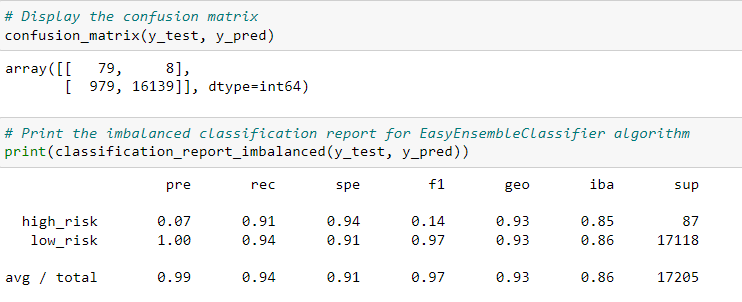 # Display the confusion matrix
confusion_matrix(y_test, y_pred)
array([[   79,     8],
       [  979, 16139]], dtype=int64)
# Print the imbalanced classification report for EasyEnsembleClassifier algorithm
print(classification_report_imbalanced(y_test, y_pred))
                   pre       rec       spe        f1       geo       iba       sup
  high_risk       0.07      0.91      0.94      0.14      0.93      0.85        87
   low_risk       1.00      0.94      0.91      0.97      0.93      0.86     17118
avg / total       0.99      0.94      0.91      0.97      0.93      0.86     17205